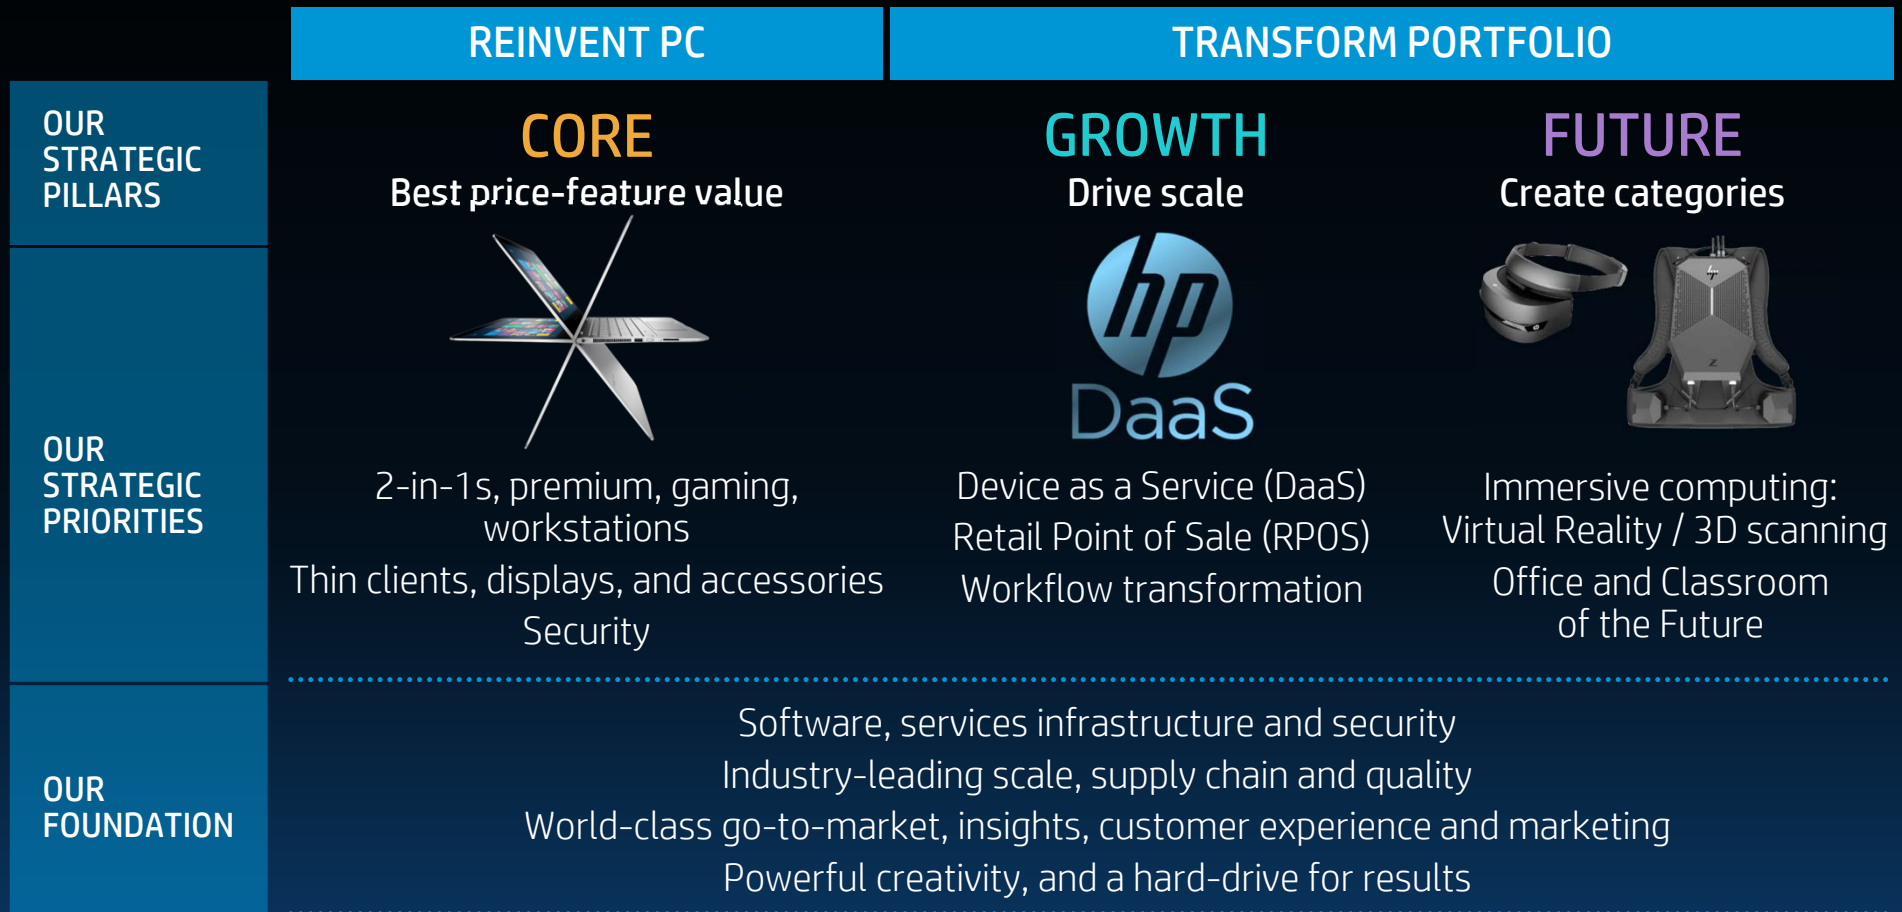 REINVENT PC
TRANSFORM PORTFOLIO
OUR
STRATEGIC
PILLARS
CORE
Best price-feature value
GROWTH
Drive scale
FUTURE
Create categories
OUR
STRATEGIC
PRIORITIES
hp
DaaS
hp
Z
2-in-1s, premium, gaming,
workstations
Thin clients, displays, and accessories
Security
Device as a Service (DaaS)
Retail Point of Sale (RPOS)
Workflow transformation
Immersive computing:
Virtual Reality / 3D scanning
Office and Classroom
of the Future
OUR
FOUNDATION
Software, services infrastructure and security
Industry-leading scale, supply chain and quality
World-class go-to-market, insights, customer experience and marketing
Powerful creativity, and a hard-drive for results